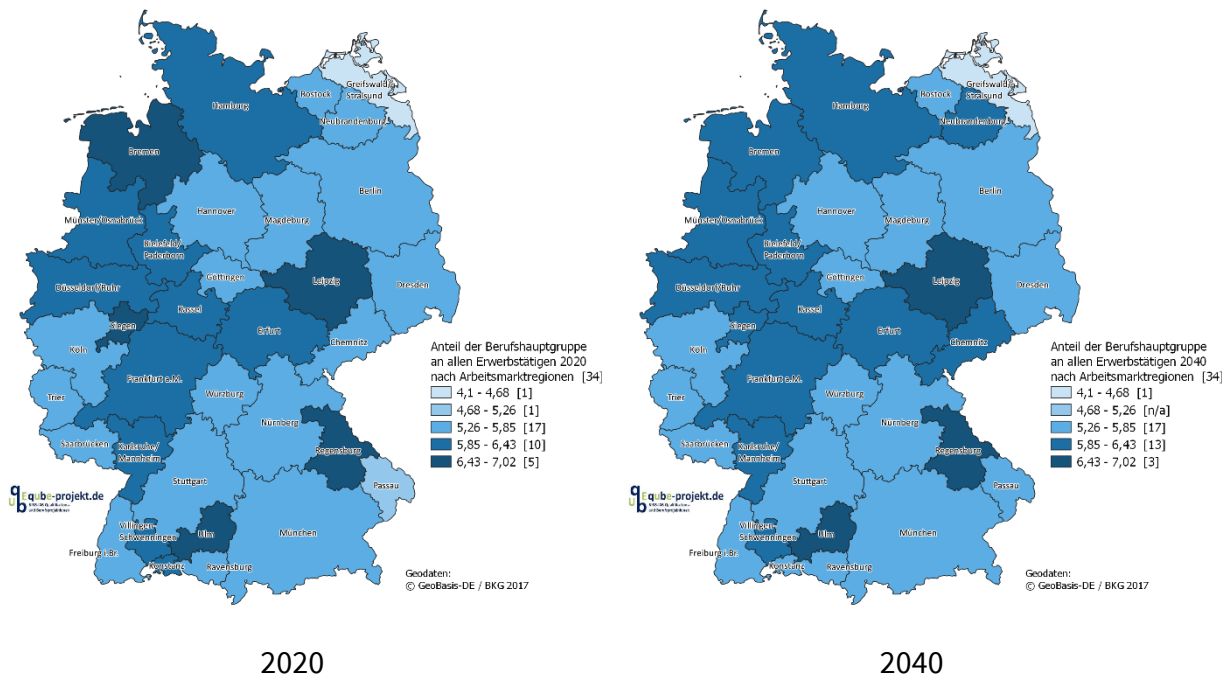 Hamburg
Rostock
Greifswald/
Stralsund
Neubrandenburg
Bremen
Berlin
Münster/Osnabrück
Hannover
Magdeburg
Bielefeld/
Paderborn
Göttingen
Leipzig
Düsseldorf/Ruhr
Dresden
Kassel
Siegen
Erfurt
Köln
Chemnitz
Frankfurt a.M.
Trier
Würzburg
Nürnberg
Saarbrücken
Karlsruhe/
Mannheim
Regensburg
Stuttgart
Passau
Villingen-
Schwenningen
Ulm
München
Freiburg i.Br.
Konstanz
Ravensburg
Anteil der Berufshauptgruppe
an allen Erwerbstätigen 2020
nach Arbeitsmarktregionen [34]
4,1 - 4,68 [1]
4,68 - 5,26 [1]
5,26 - 5,85 [17]
5,85 - 6,43 [10]
6,43 - 7,02 [5]
qube-projekt.de
Geodaten:
© GeoBasis-DE / BKG 2017
2020
Hamburg
Rostock
Greifswald/
Stralsund
Neubrandenburg
Bremen
Berlin
Münster/Osnabrück
Hannover
Magdeburg
Bielefeld/
Paderborn
Göttingen
Leipzig
Düsseldorf/Ruhr
Dresden
Kassel
Siegen
Erfurt
Köln
Chemnitz
Frankfurt a.M.
Trier
Würzburg
Nürnberg
Saarbrücken
Karlsruhe/
Mannheim
Regensburg
Stuttgart
Passau
Villingen-
Schwenningen
Ulm
München
Freiburg i.Br.
Konstanz
Ravensburg
Anteil der Berufshauptgruppe
an allen Erwerbstätigen 2040
nach Arbeitsmarktregionen [34]
4,1 - 4,68 [1]
4,68 - 5,26 [n/a]
5,26 - 5,85 [17]
5,85 - 6,43 [13]
6,43 - 7,02 [3]
qube-projekt.de
Geodaten:
© GeoBasis-DE / BKG 2017
2040